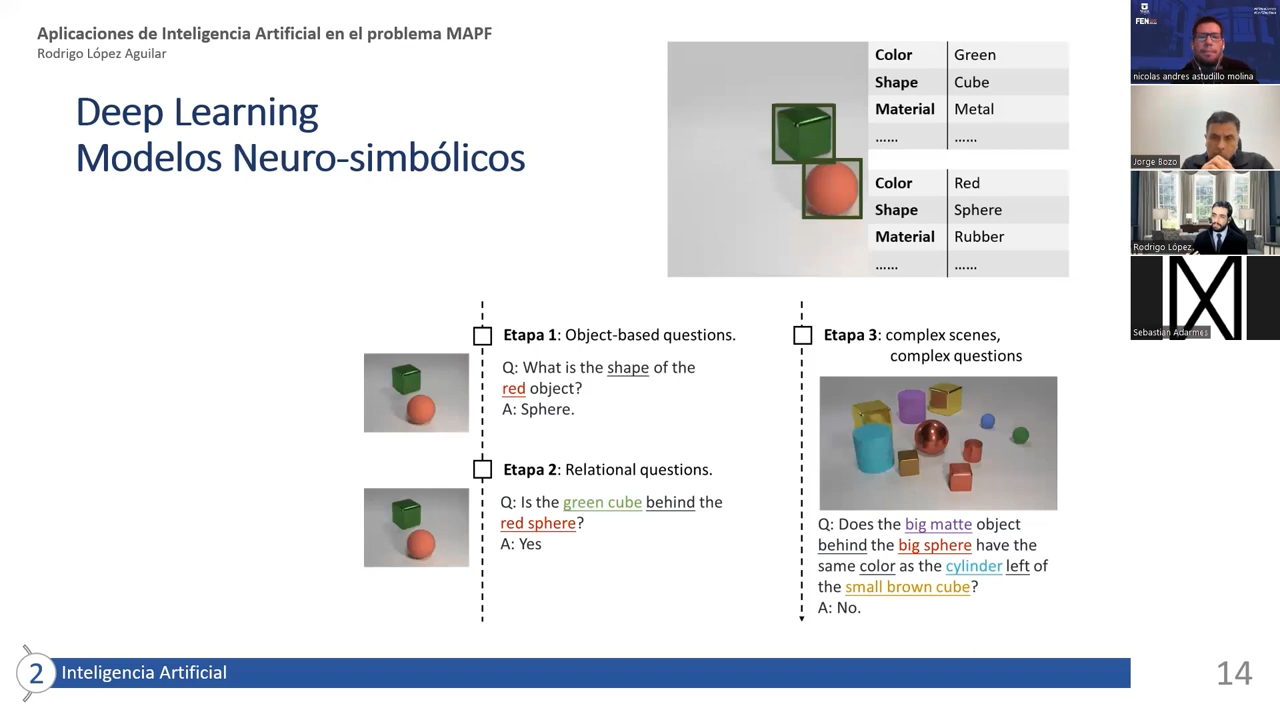 Aplicaciones de Inteligencia Artificial en el problema MAPF
Rodrigo López Aguilar
Deep Learning
Modelos Neuro-simbólicos
Color Green
Shape Cube
Material Metal
...... ......
Color Red
Shape Sphere
Material Rubber
...... ......
Etapa 1: Object-based questions.
Q: What is the shape of the
red object?
A: Sphere.
Etapa 2: Relational questions.
Q: Is the green cube behind the
red sphere?
A: Yes
Etapa 3: complex scenes,
complex questions
Q: Does the big matte object
behind the big sphere have the
same color as the cylinder left of
the small brown cube?
A: No.
2 Inteligencia Artificial
14
FEN
nicolas andres astudillo molina
Jorge Bozo
Rodrigo López
Sebastian Adarmes